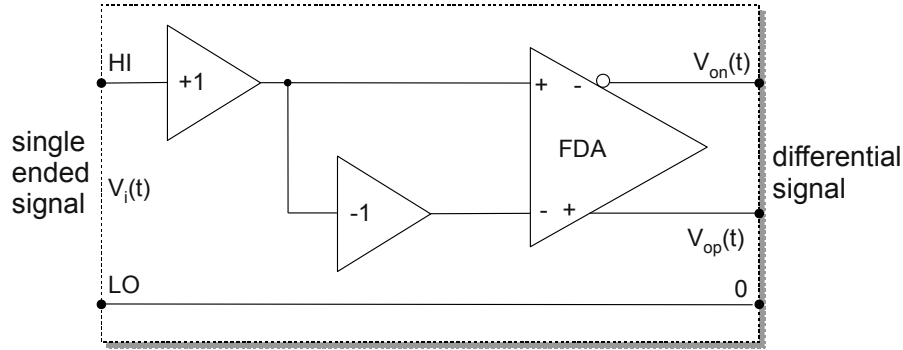 HI
+1
+ -
V_on(t)
single
ended
signal
V_i(t)
FDA
differential
signal
-1
- +
V_op(t)
LO
0